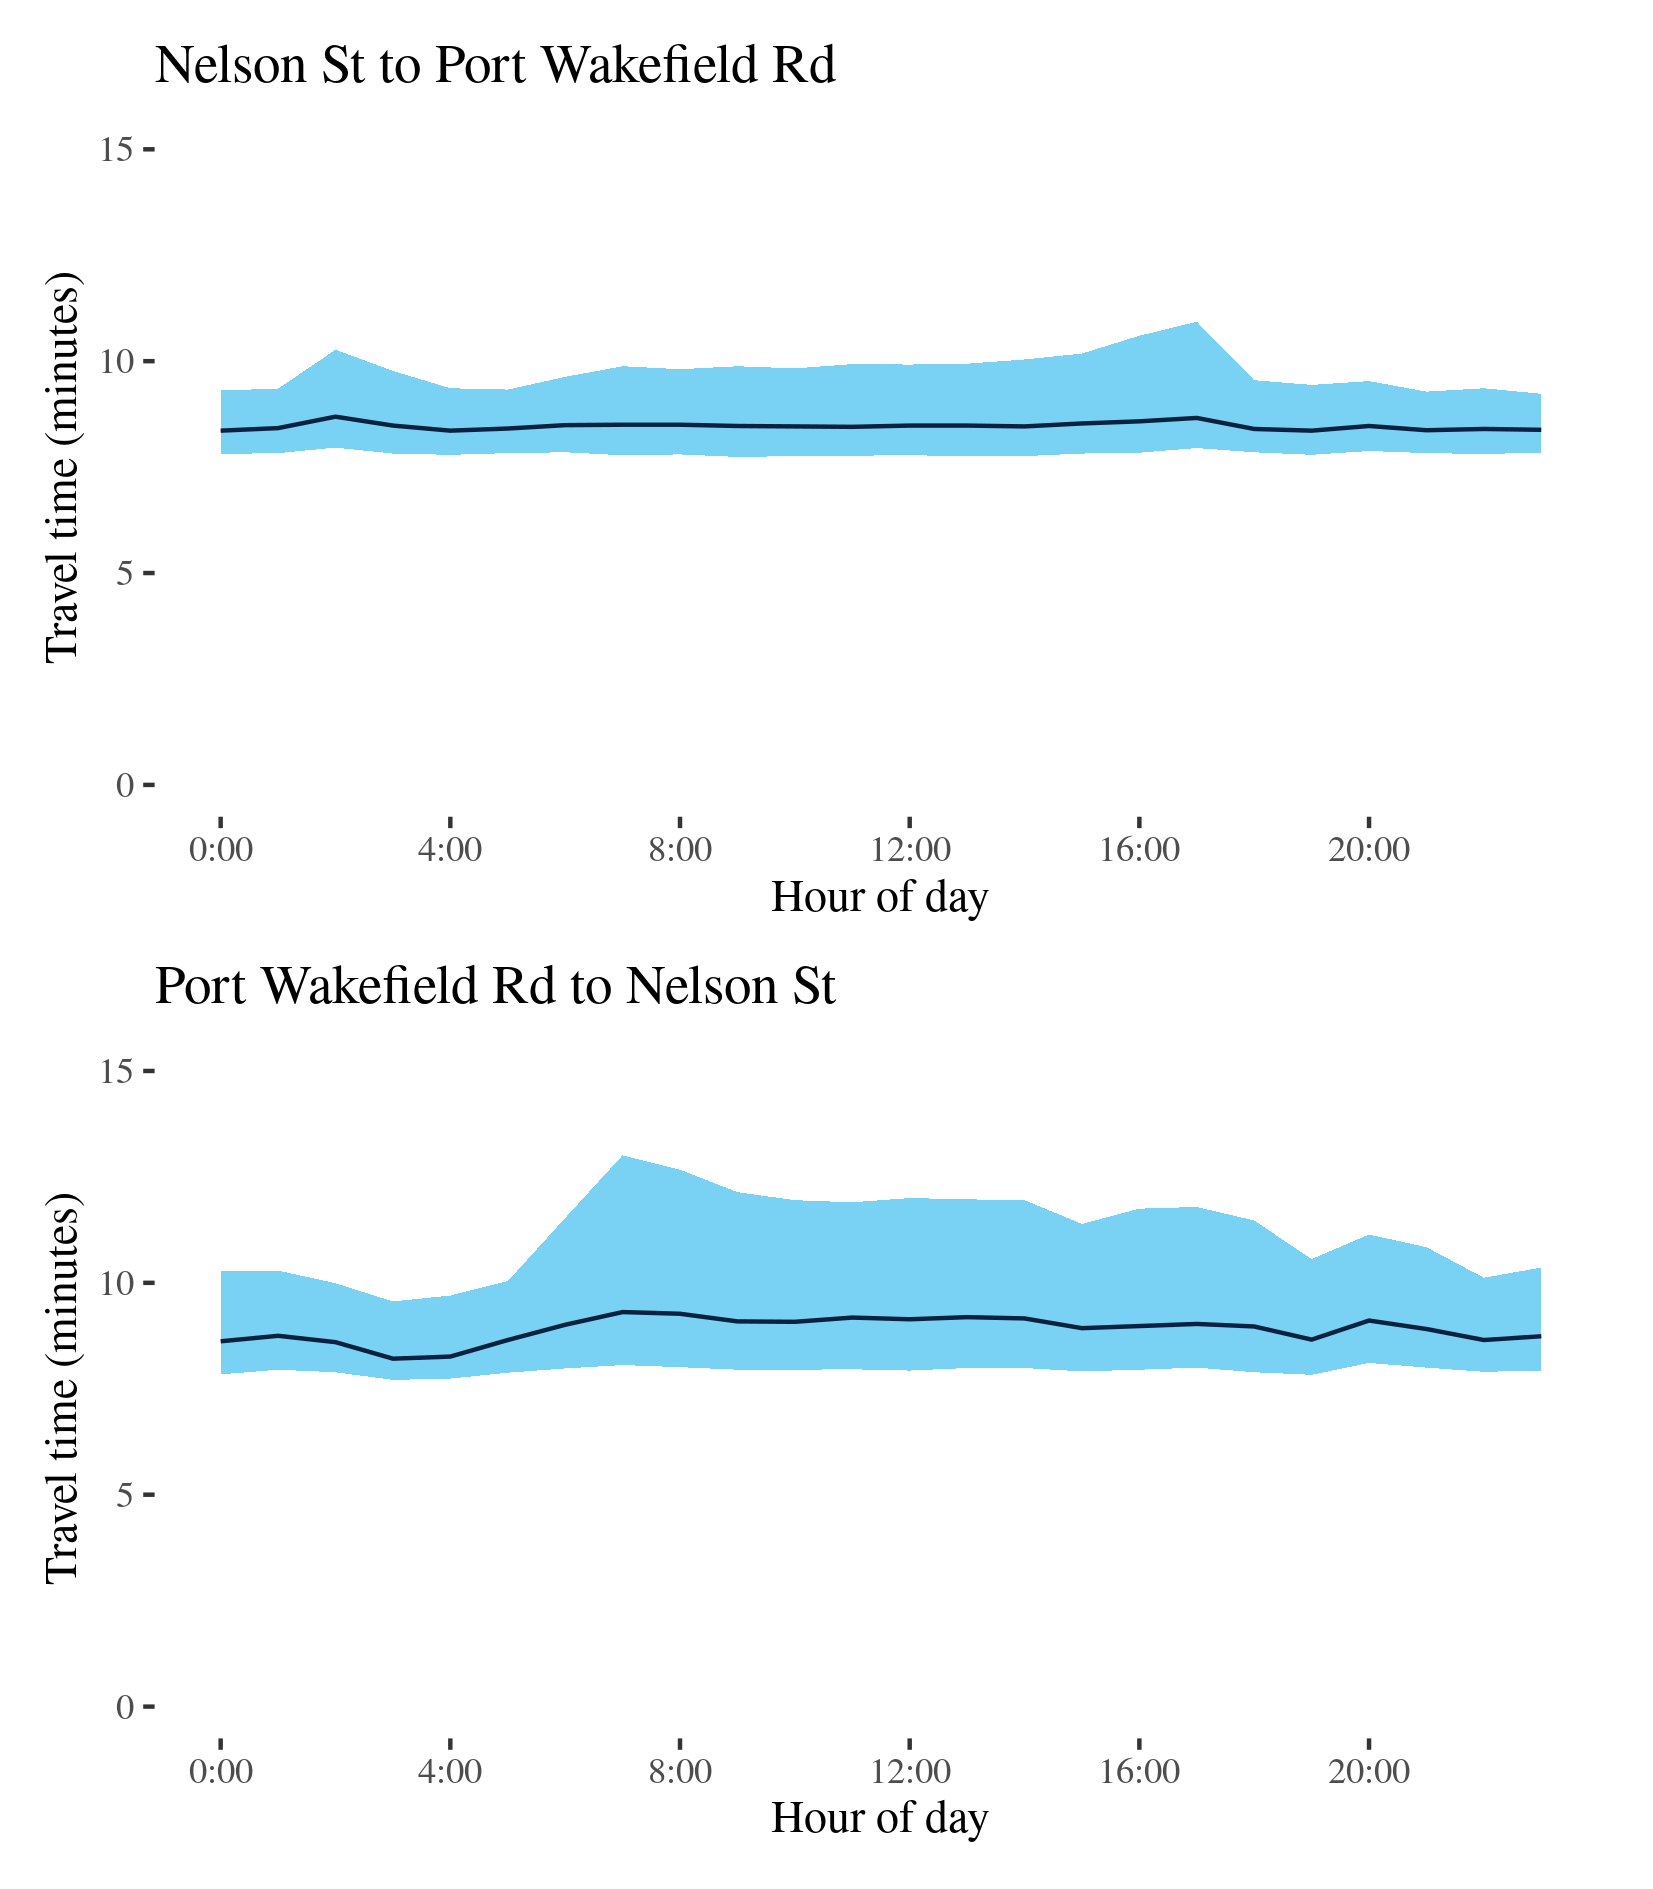 Nelson St to Port Wakefield Rd
15
10
5
0
Travel time (minutes)
0:00 4:00 8:00 12:00 16:00 20:00
Hour of day
Port Wakefield Rd to Nelson St
15
10
5
0
Travel time (minutes)
0:00 4:00 8:00 12:00 16:00 20:00
Hour of day